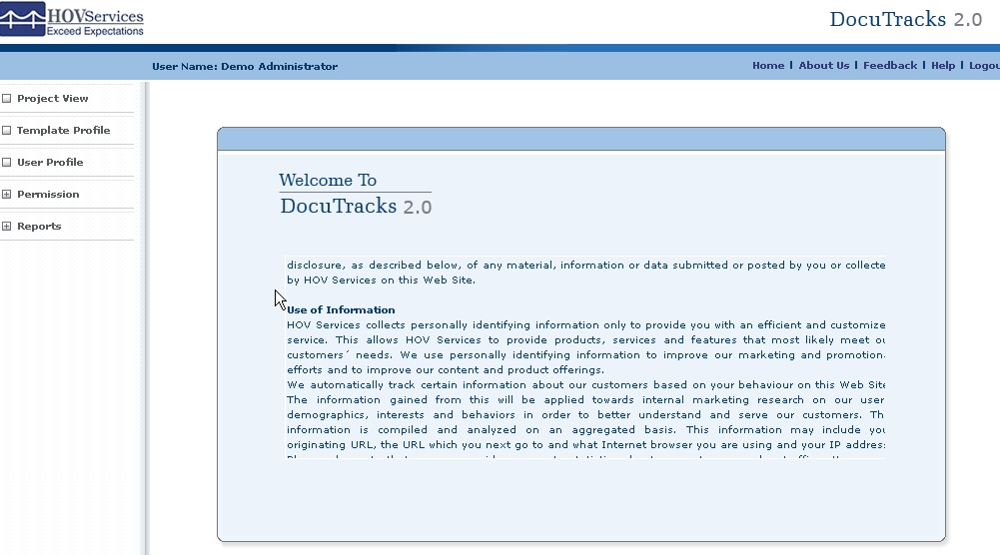 HOVServices
Exceed Expectations
DocuTracks 2.0
User Name: Demo Administrator
Home | About Us | Feedback | Help |
Project View
Template Profile
User Profile
Permission
Reports
Welcome To
DocuTracks 2.0
disclosure, as described below, of any material, information or data submitted or posted by you or collecte
by HOV Services on this Web Site.
Use of Information
HOV Services collects personally identifying information only to provide you with an efficient and customize
service. This allows HOV Services to provide products, services and features that most likely meet ou
customers´ needs. We use personally identifying information to improve our marketing and promotion
efforts and to improve our content and product offerings.
We automatically track certain information about our customers based on your behaviour on this Web Site
The information gained from this will be applied towards internal marketing research on our user
demographics, interests and behaviors in order to better understand and serve our customers. Th
information is compiled and analyzed on an aggregated basis. This information may include you
originating URL, the URL which you next go to and what Internet browser you are using and your IP addres